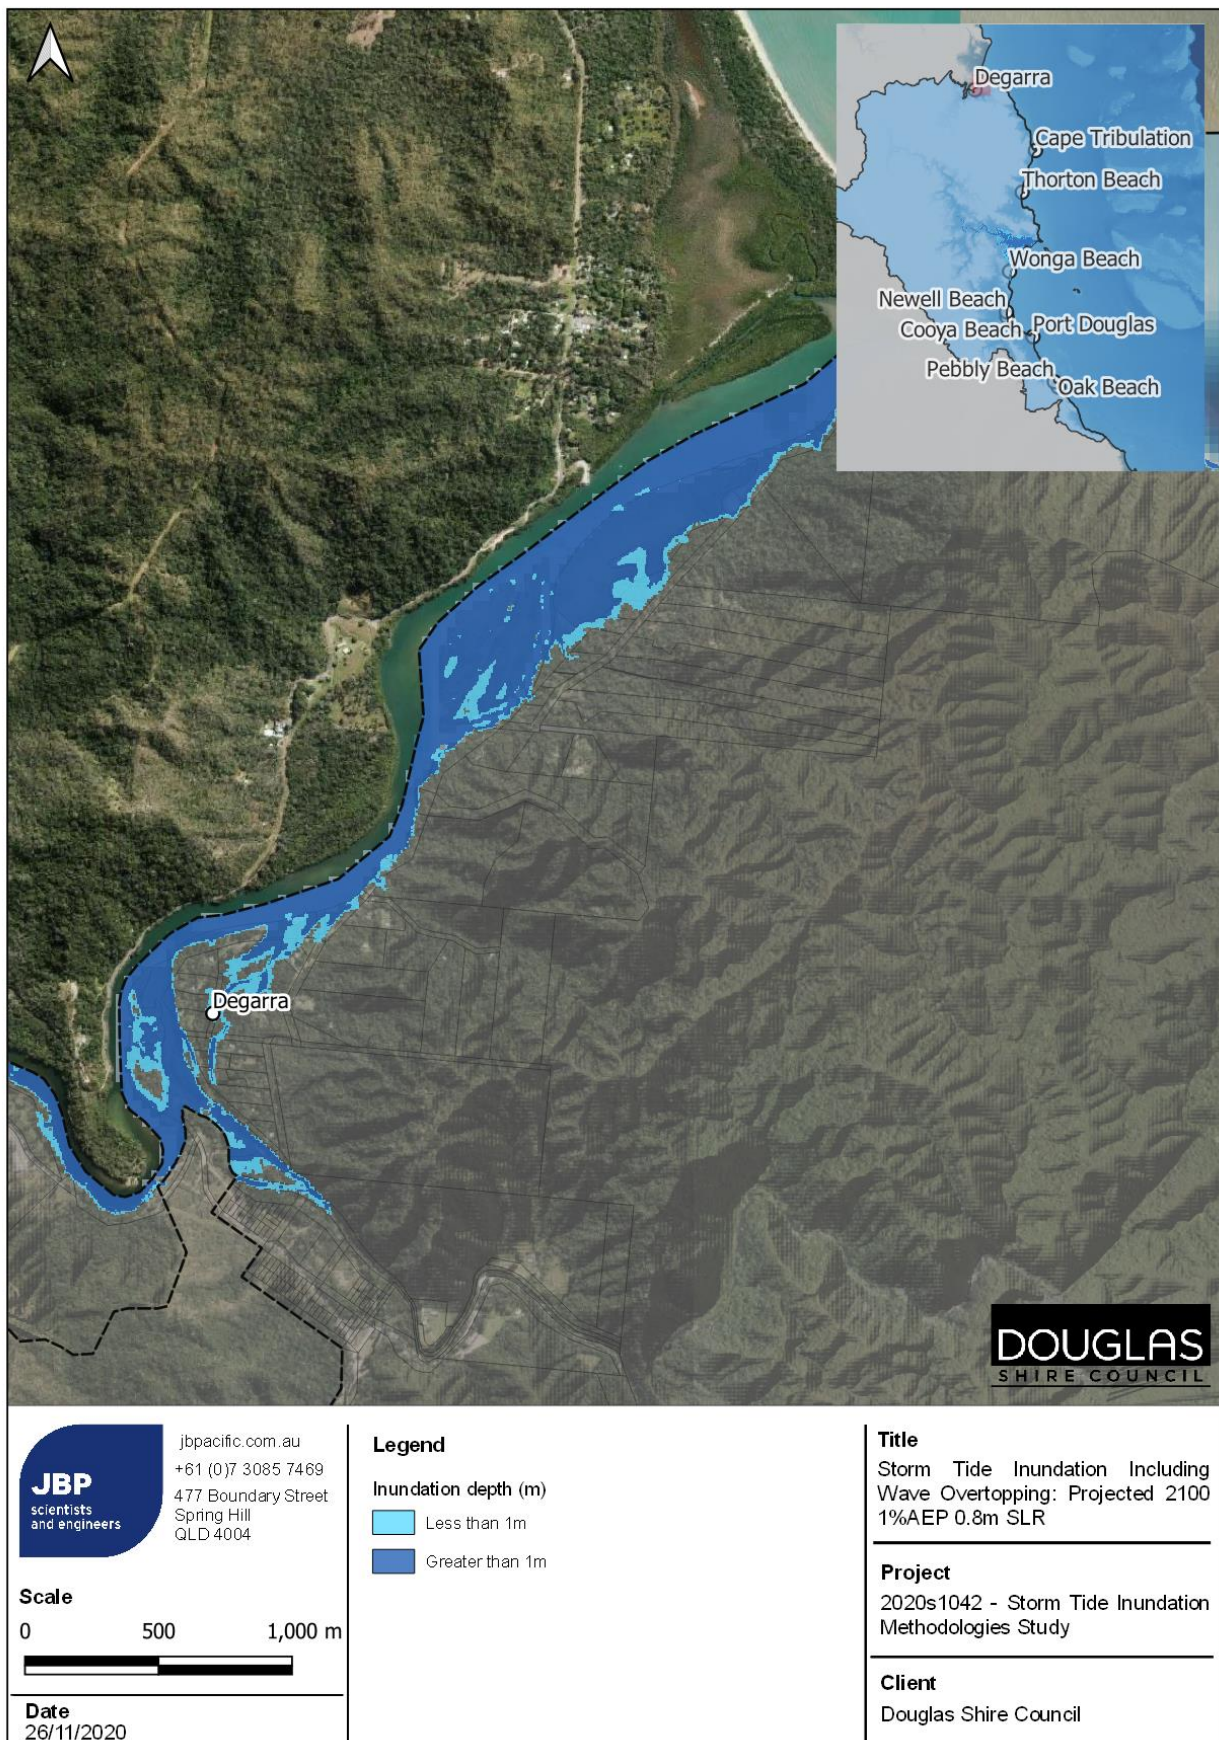 Degarra
Cape Tribulation
Thorton Beach
Wonga Beach
Newell Beach
Cooya Beach
Port Douglas
Pebbly Beach
Oak Beach
Degarra
DOUGLAS
SHIRE COUNCIL
JBP
scientists
and engineers
jbpacific.com.au
+61 (0)7 3085 7469
477 Boundary Street
Spring Hill
QLD 4004
Scale
0 500 1,000 m
Date
26/11/2020
Legend
Inundation depth (m)
Less than 1m
Greater than 1m
Title
Storm Tide Inundation Including
Wave Overtopping: Projected 2100
1%AEP 0.8m SLR
Project
2020s1042 - Storm Tide Inundation
Methodologies Study
Client
Douglas Shire Council